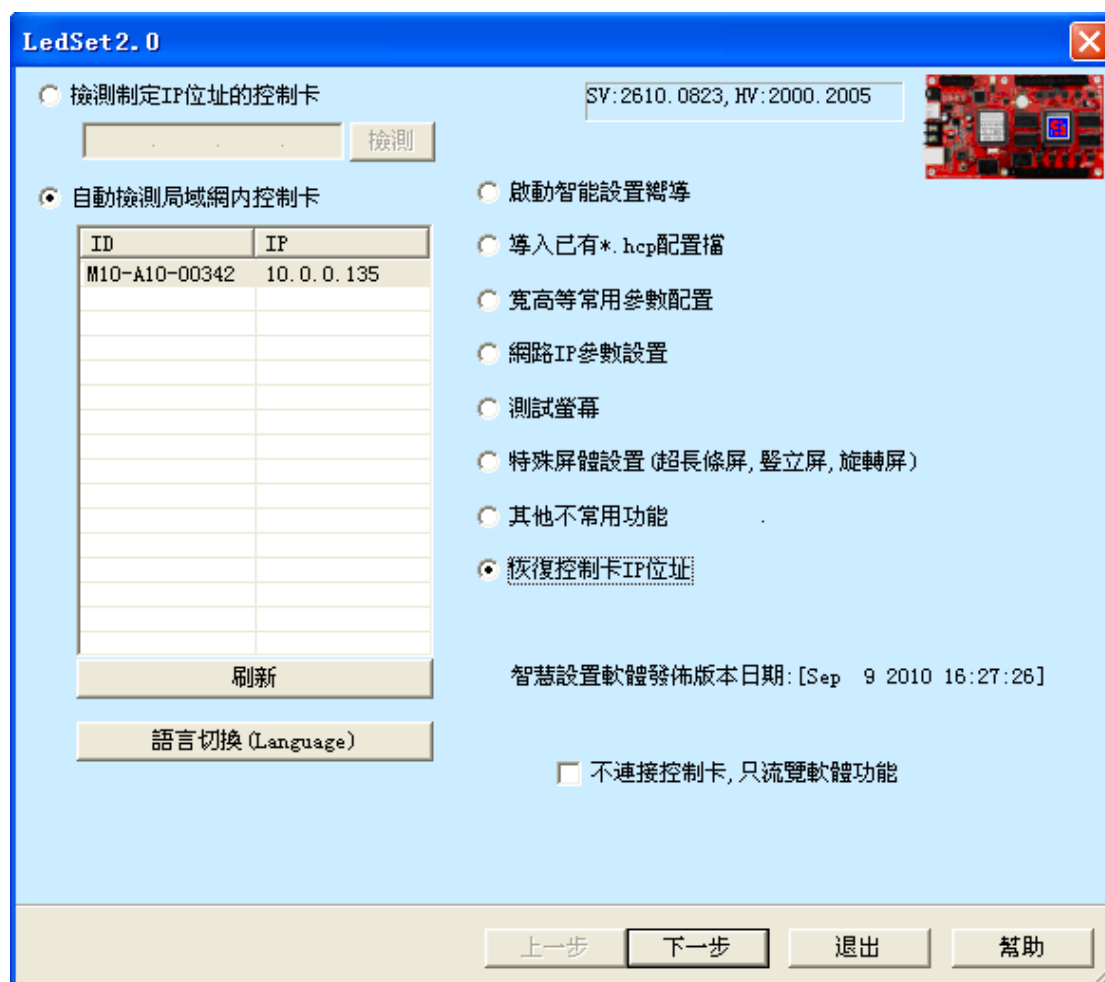 LedSet2.0
檢測制定IP位址的控制卡
檢測
SV:2610.0823,HV:2000.2005
自動檢測局域網内控制卡
ID IP
M10-A10-00342 10.0.0.135
刷新
語言切換(Language)
啟動智能設置嚮導
導入已有*.hcp配置檔
寬高等常用參數配置
網路IP參數設置
測試螢幕
特殊屏體設置(超長條屏,豎立屏,旋轉屏)
其他不常用功能
恢復控制卡IP位址
智慧設置軟體發佈版本日期:[Sep  9 2010 16:27:26]
不連接控制卡,只流覽軟體功能
上一步 下一步 退出 幫助